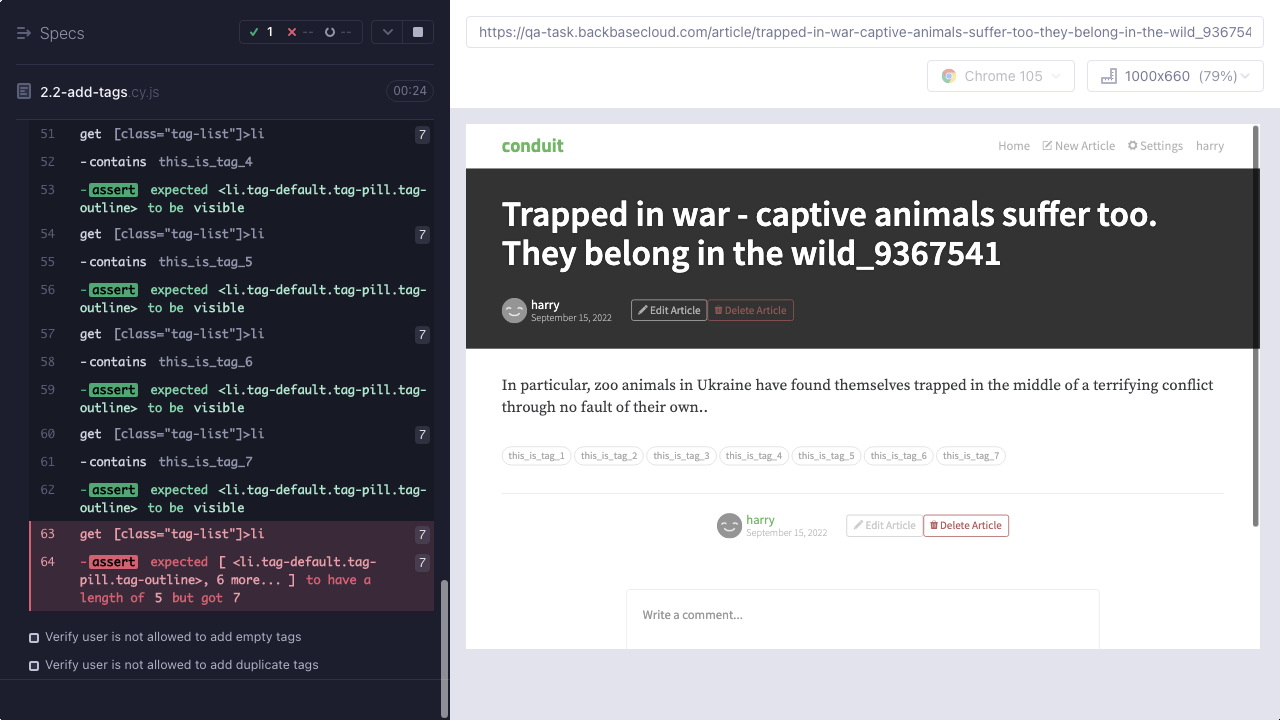 Specs
1
--
--
2.2-add-tags.cy.js
00:24
51 get [class="tag-list"]>li 7
52 -contains this_is_tag_4
53 -assert expected <li.tag-default.tag-pill.tag-
outline> to be visible
54 get [class="tag-list"]>li 7
55 -contains this_is_tag_5
56 -assert expected <li.tag-default.tag-pill.tag-
outline> to be visible
57 get [class="tag-list"]>li 7
58 -contains this_is_tag_6
59 -assert expected <li.tag-default.tag-pill.tag-
outline> to be visible
60 get [class="tag-list"]>li 7
61 -contains this_is_tag_7
62 -assert expected <li.tag-default.tag-pill.tag-
outline> to be visible
63 get [class="tag-list"]>li 7
64 -assert expected [ <li.tag-default.tag- 7
pill.tag-outline>, 6 more... ] to have a
length of 5 but got 7
Verify user is not allowed to add empty tags
Verify user is not allowed to add duplicate tags
https://qa-task.backbasecloud.com/article/trapped-in-war-captive-animals-suffer-too-they-belong-in-the-wild_936754
Chrome 105
1000x660 (79%)
conduit
Home New Article Settings harry
Trapped in war - captive animals suffer too.
They belong in the wild_9367541
harry
September 15, 2022
Edit Article Delete Article
In particular, zoo animals in Ukraine have found themselves trapped in the middle of a terrifying conflict
through no fault of their own..
this_is_tag_1 this_is_tag_2 this_is_tag_3 this_is_tag_4 this_is_tag_5 this_is_tag_6 this_is_tag_7
harry
September 15, 2022
Edit Article Delete Article
Write a comment...